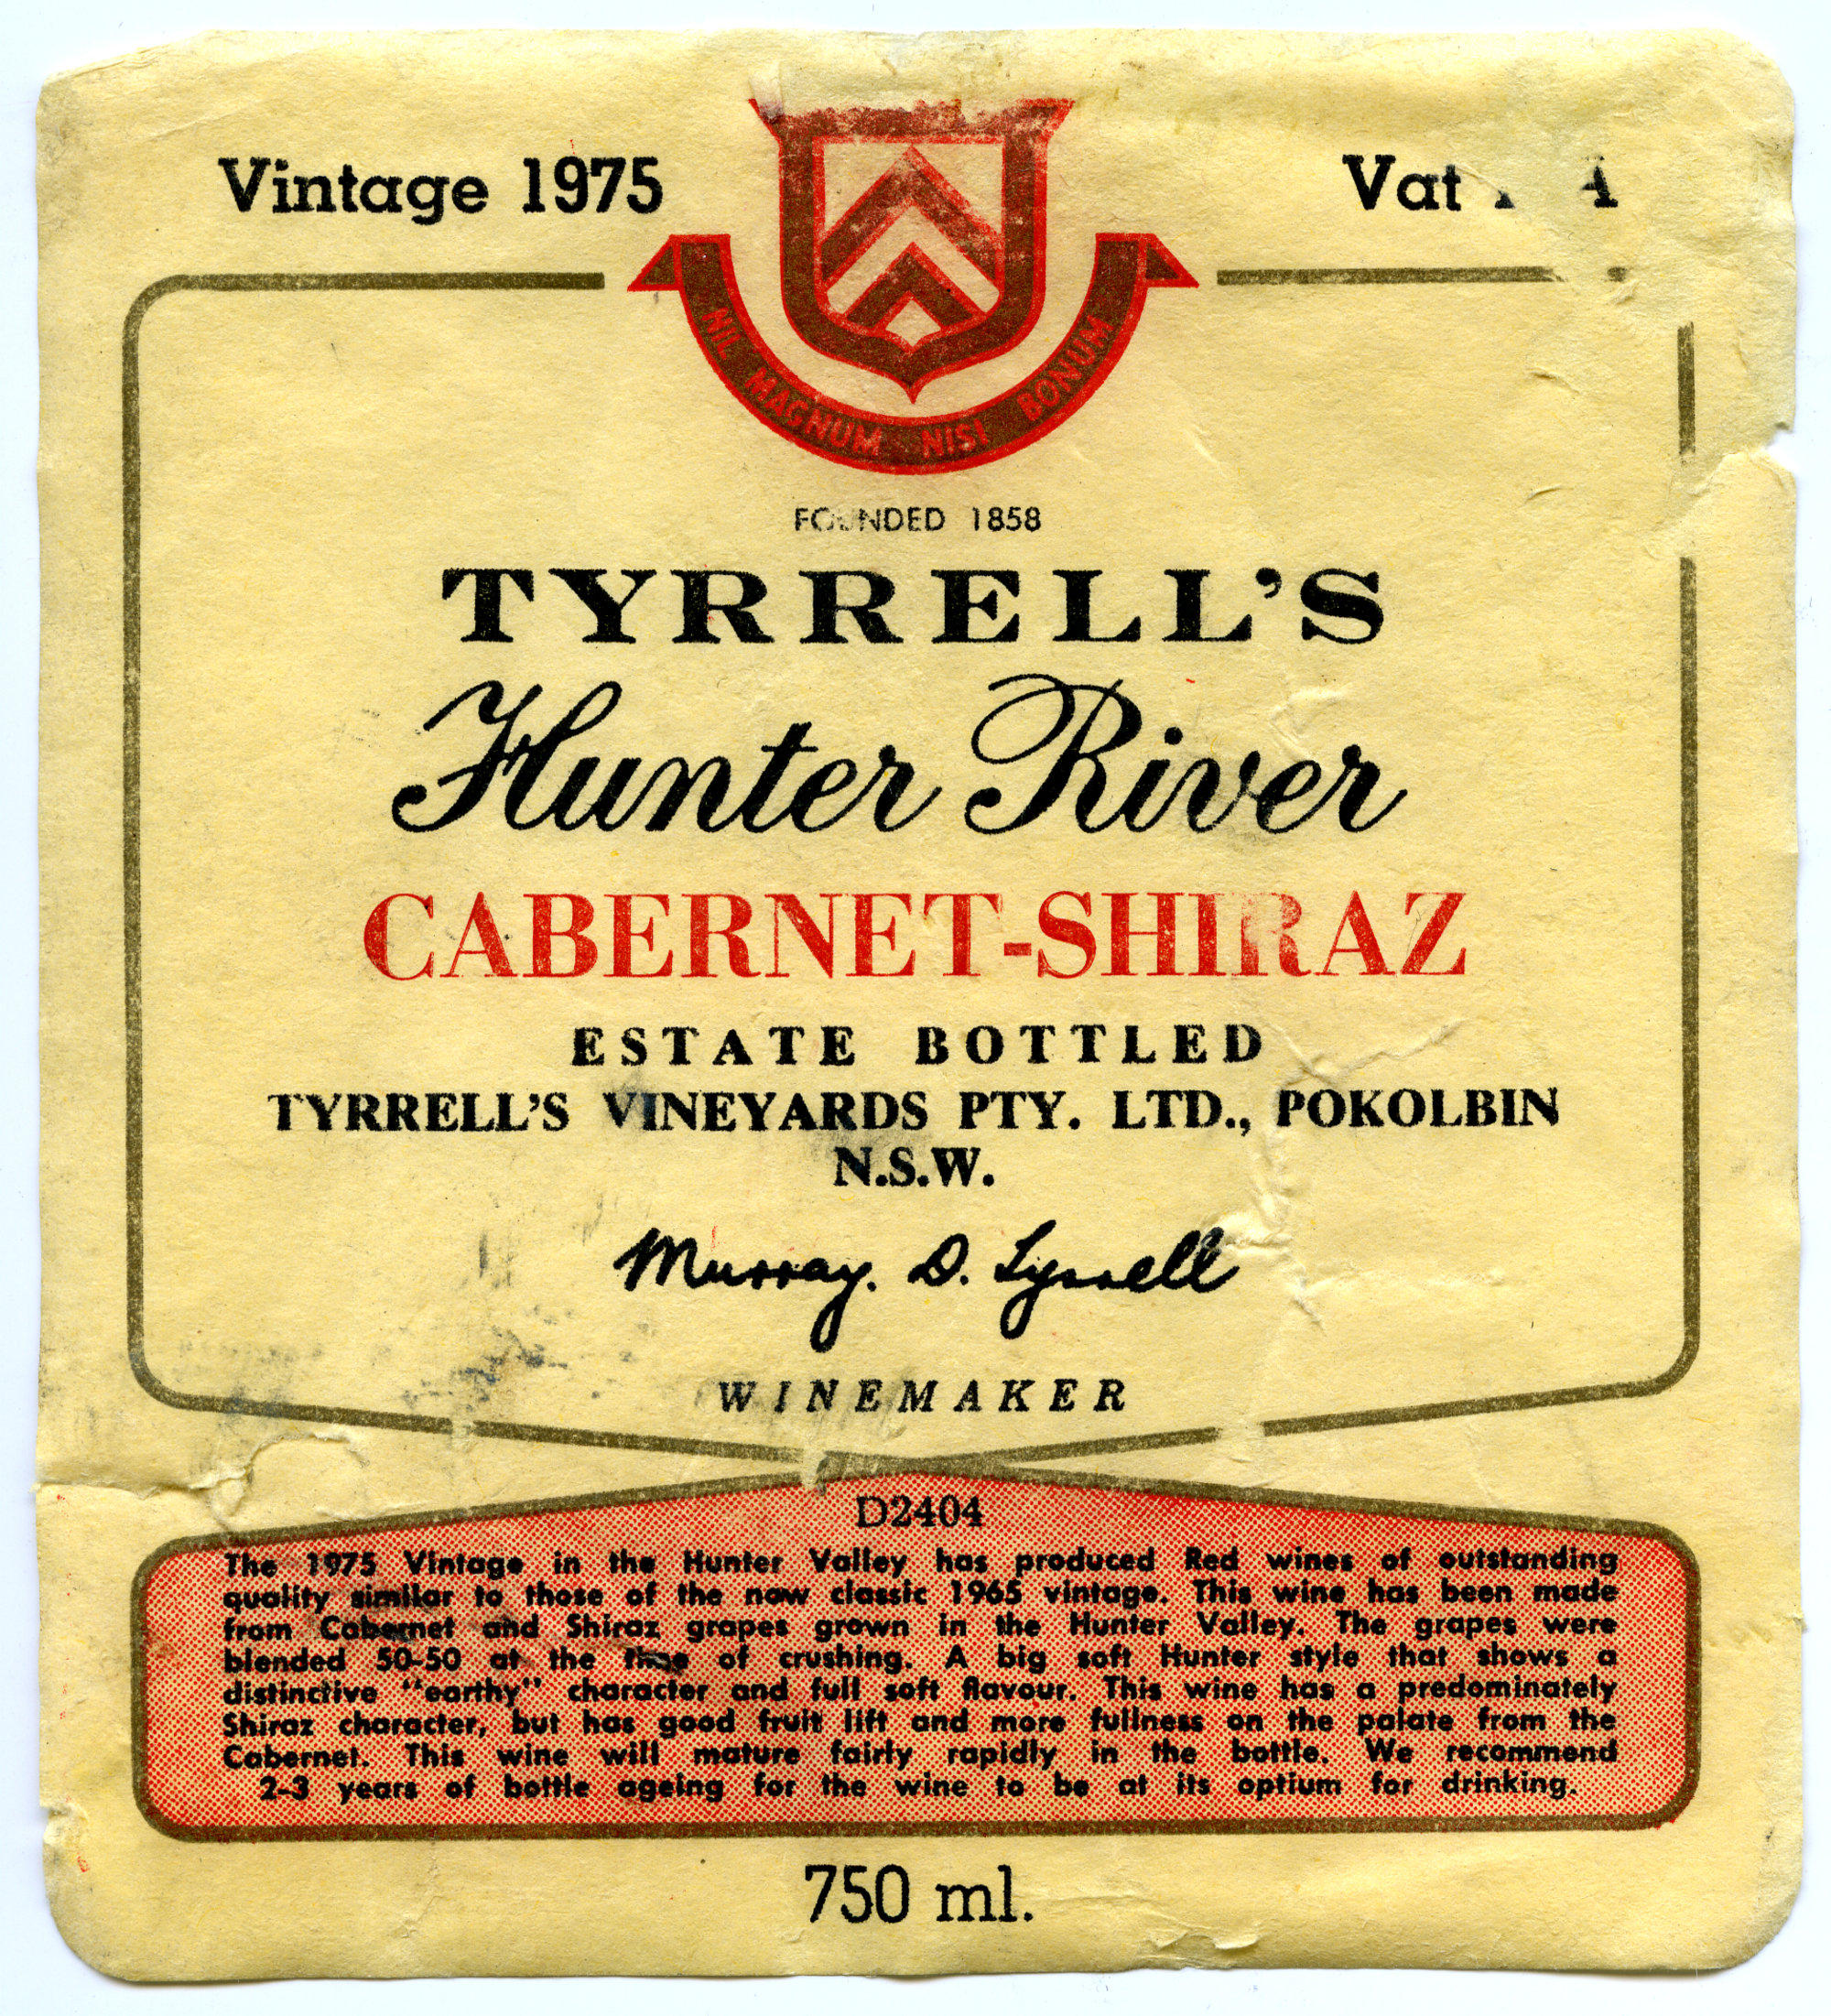 Vintage 1975
Vat
NIL MAGNUM NISI BONUM
FOUNDED 1858
TYRRELL'S
Hunter River
CABERNET-SHIRAZ
ESTATE BOTTLED
TYRRELL'S VINEYARDS PTY. LTD., POKOLBIN
N.S.W.
Murray. D. Tyrrell
WINEMAKER
D2404
The 1975 Vintage in the Hunter Valley has produced Red wines of outstanding
quality similar to those of the now classic 1965 vintage. This wine has been made
from Cabernet and Shiraz grapes grown in the Hunter Valley. The grapes were
blended 50-50 at the time of crushing. A big soft Hunter style that shows a
distinctive "earthy" character and full soft flavour. This wine has a predominately
Shiraz character, but has good fruit lift and more fullness on the palate from the
Cabernet. This wine will mature fairly rapidly in the bottle. We recommend
2-3 years of bottle ageing for the wine to be at its optium for drinking.
750 ml.